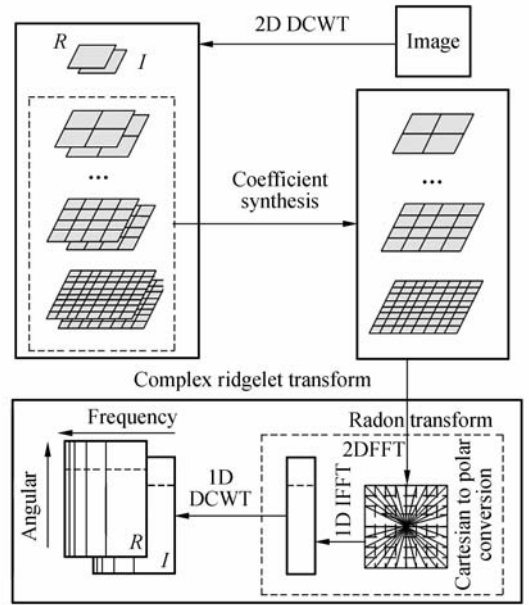 2D DCWT
Image
R
I
...
...
Coefficient
synthesis
Complex ridgelet transform
Frequency
Radon transform
2DFFT
Angular
1D
DCWT
1D IFFT
Cartesian to polar
conversion
R
I